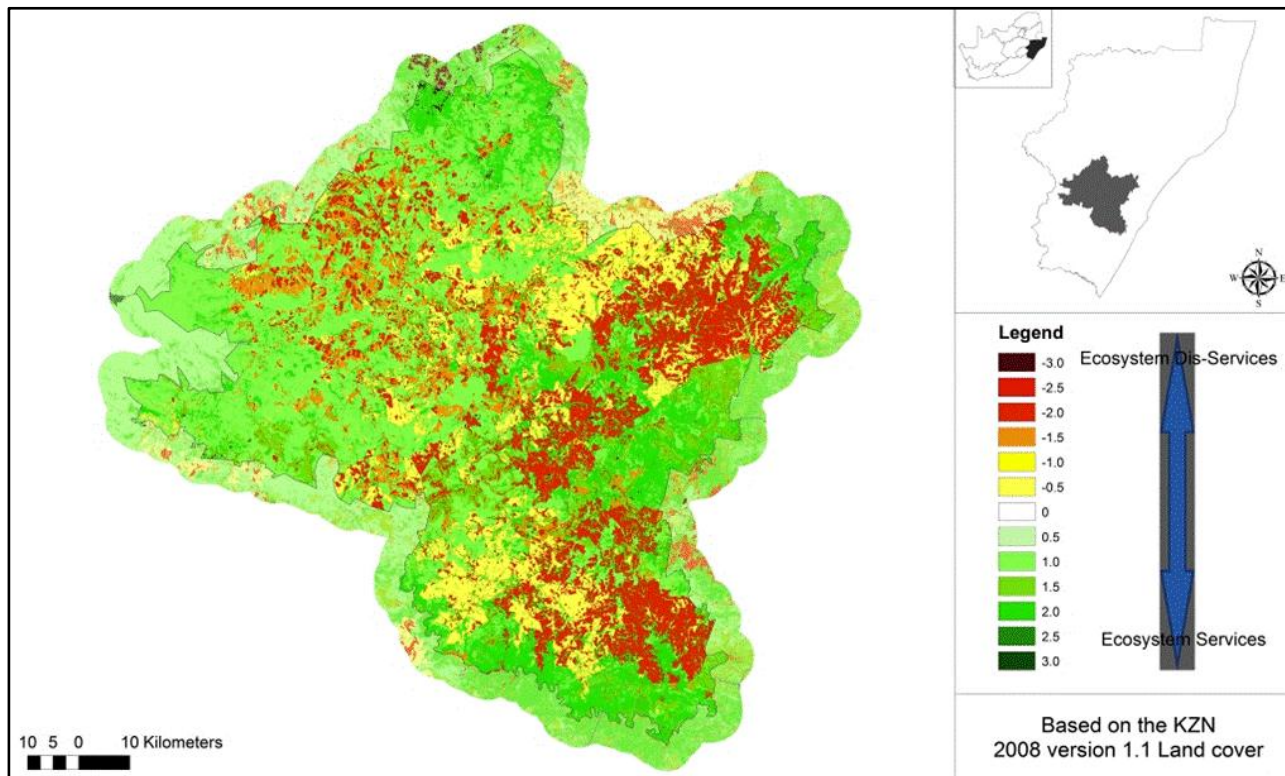 N
W
E
S
Legend
-3.0
Ecosystem Dis-Services
-2.5
-2.0
-1.5
-1.0
-0.5
0
0.5
1.0
1.5
2.0
2.5
Ecosystem Services
3.0
10 5 0 10 Kilometers
Based on the KZN
2008 version 1.1 Land cover